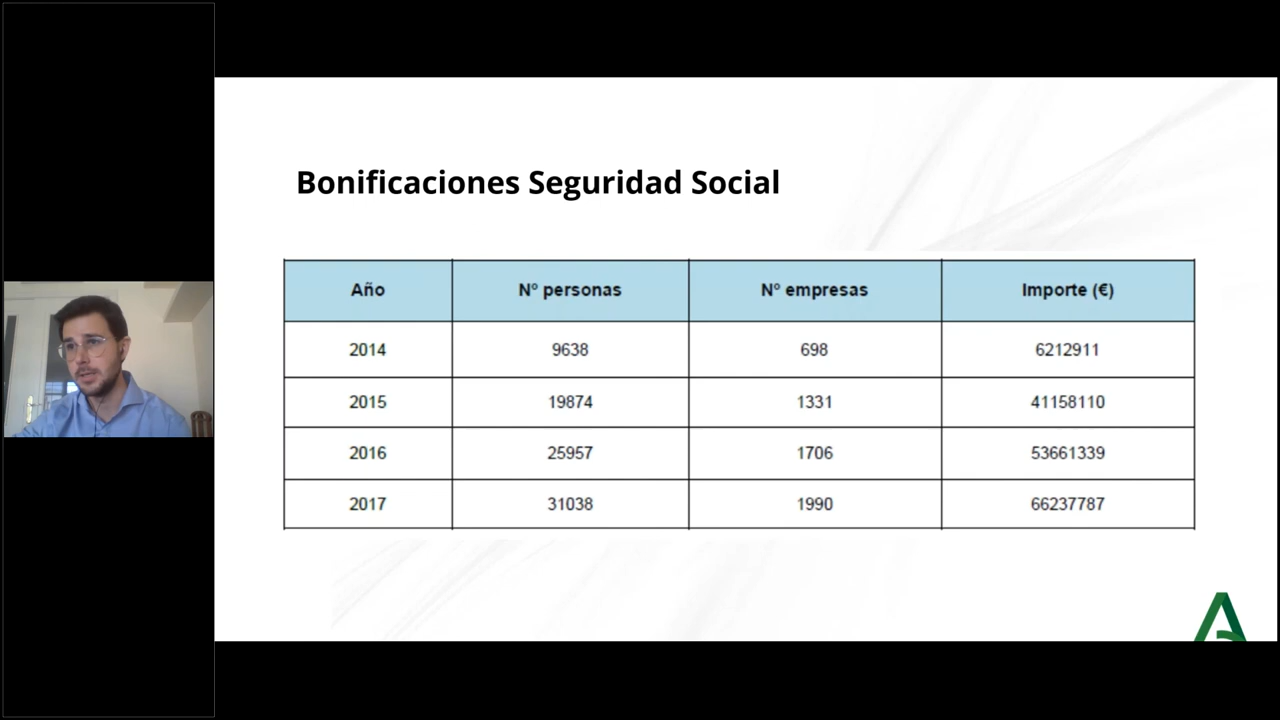 Bonificaciones Seguridad Social
Año Nº personas Nº empresas Importe (€)
2014 9638 698 6212911
2015 19874 1331 41158110
2016 25957 1706 53661339
2017 31038 1990 66237787